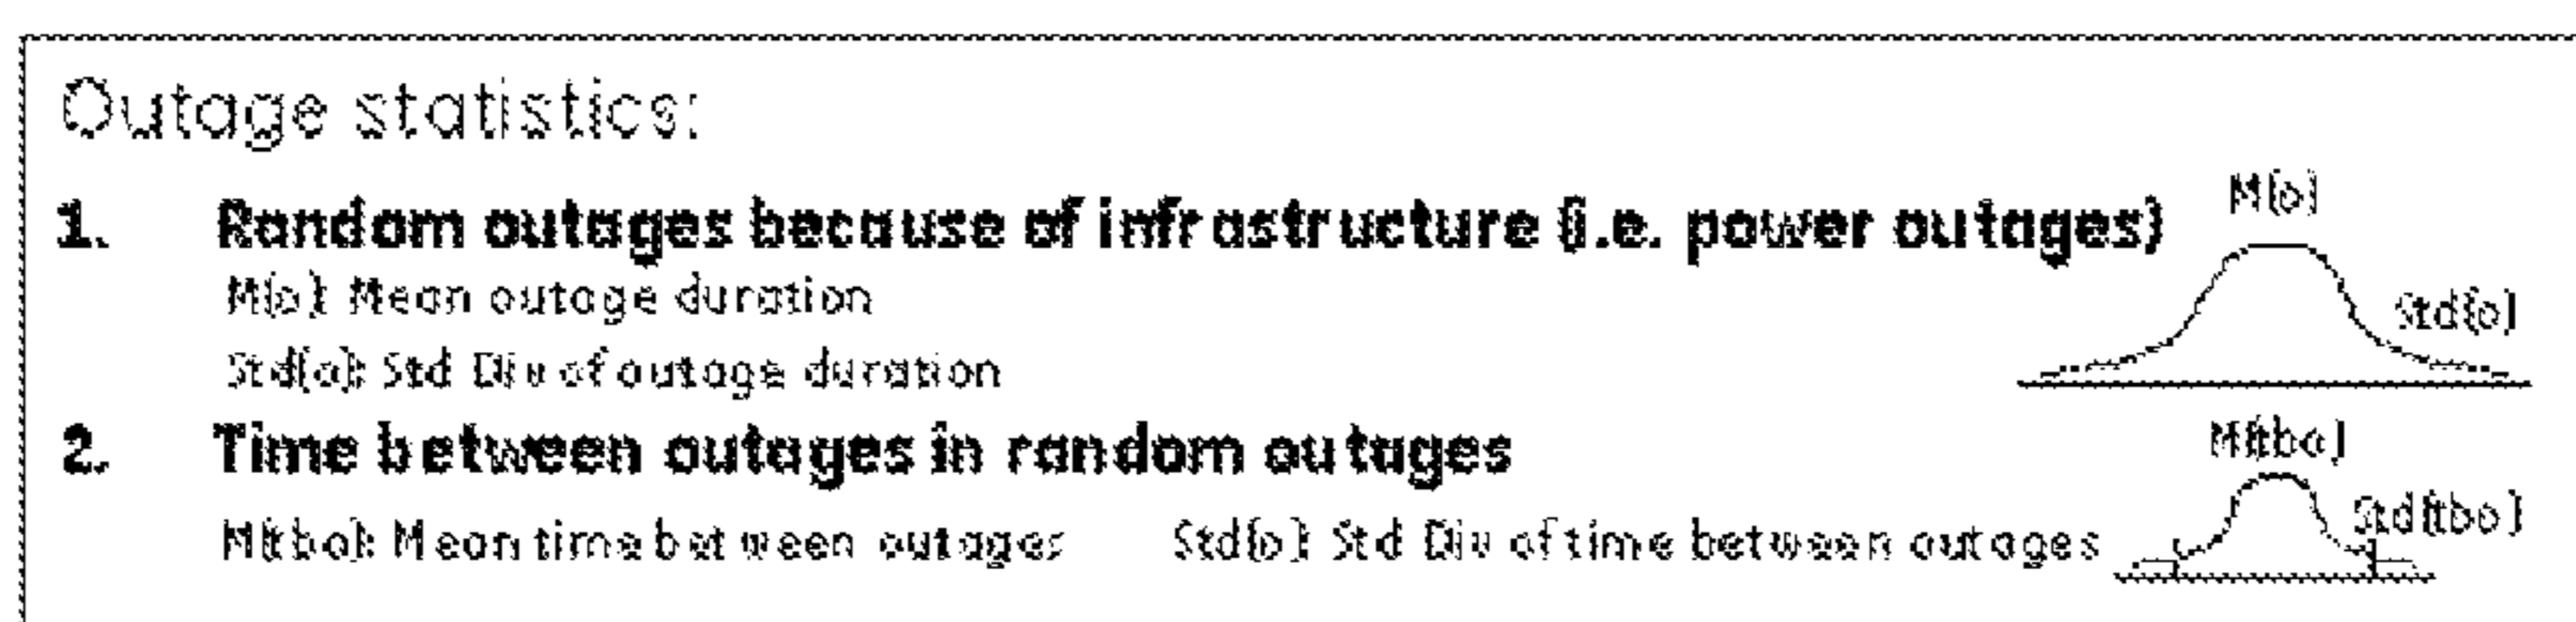 Outage statistics:
1. Random outages because of infrastructure (i.e. power outages)
M(o)
M(o): Mean outage duration
Std(o)
Std(o): Std Div of outage duration
2. Time between outages in random outages
M(tbo)
Std(tbo)
M(tbo): Mean time between outages Std(o): Std Div of time between outages